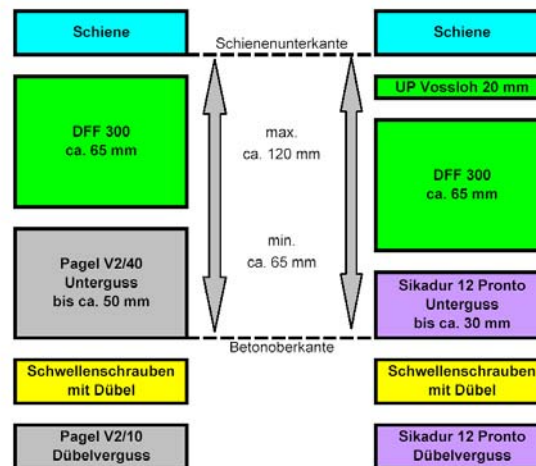 Schiene
DFF 300
ca. 65 mm
Pagel V2/40
Unterguss
bis ca. 50 mm
Schwellenschrauben
mit Dübel
Pagel V2/10
Dübelverguss
Schienenunterkante
max.
ca. 120 mm
min.
ca. 65 mm
Betonoberkante
Schiene
UP Vossloh 20 mm
DFF 300
ca. 65 mm
Sikadur 12 Pronto
Unterguss
bis ca. 30 mm
Schwellenschrauben
mit Dübel
Sikadur 12 Pronto
Dübelverguss